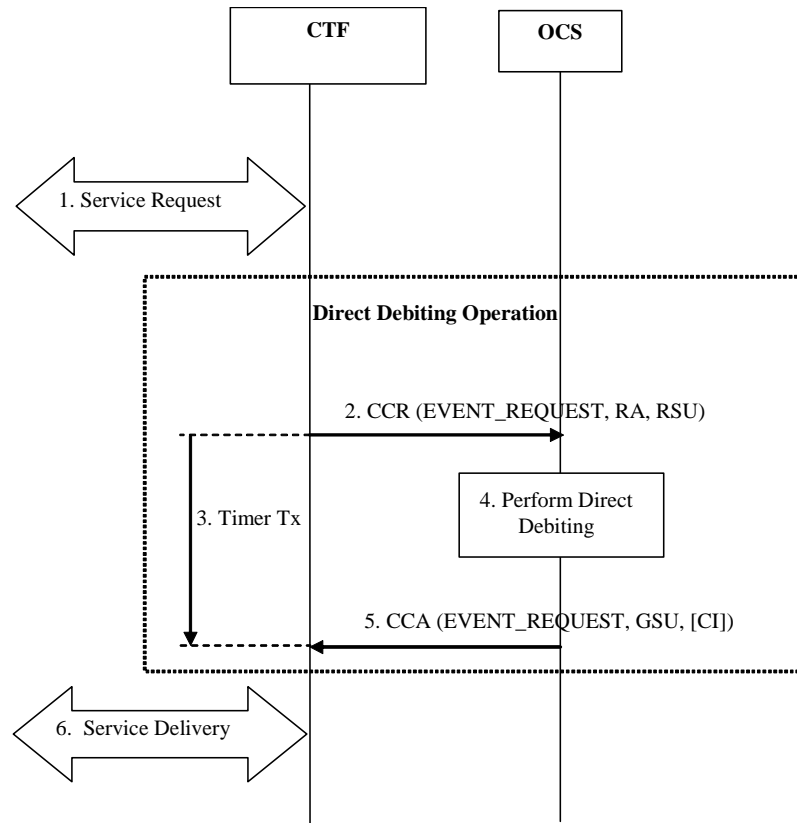 CTF
OCS
1. Service Request
Direct Debiting Operation
2. CCR (EVENT_REQUEST, RA, RSU)
3. Timer Tx
4. Perform Direct
Debiting
5. CCA (EVENT_REQUEST, GSU, [CI])
6. Service Delivery